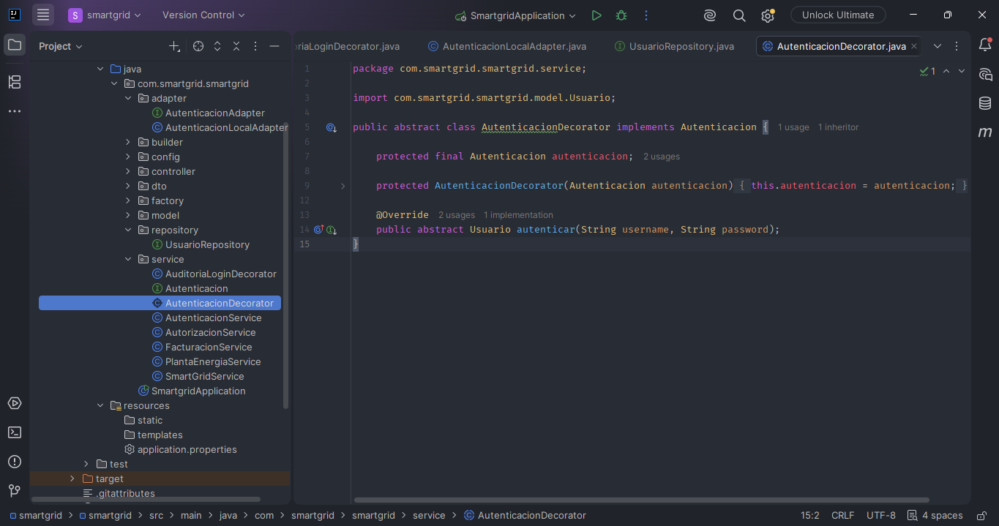 S smartgrid Version Control SmartgridApplication Unlock Ultimate
Project
riaLoginDecorator.java AutenticacionLocalAdapter.java UsuarioRepository.java AutenticacionDecorator.java
java
com.smartgrid.smartgrid
adapter
AutenticacionAdapter
AutenticacionLocalAdapter
builder
config
controller
dto
factory
model
repository
UsuarioRepository
service
AuditoriaLoginDecorator
Autenticacion
AutenticacionDecorator
AutenticacionService
AutorizacionService
FacturacionService
PlantaEnergiaService
SmartGridService
SmartgridApplication
resources
static
templates
application.properties
test
target
.gitattributes
1 package com.smartgrid.smartgrid.service; 1
2
3 import com.smartgrid.smartgrid.model.Usuario;
4
5 public abstract class AutenticacionDecorator implements Autenticacion { 1 usage 1 inheritor
6
7 protected final Autenticacion autenticacion; 2 usages
8
9 protected AutenticacionDecorator(Autenticacion autenticacion) { this.autenticacion = autenticacion; }
12
13 @Override 2 usages 1 implementation
14 public abstract Usuario autenticar(String username, String password);
15 }
smartgrid > smartgrid > src > main > java > com > smartgrid > smartgrid > service > AutenticacionDecorator 15:2 CRLF UTF-8 4 spaces